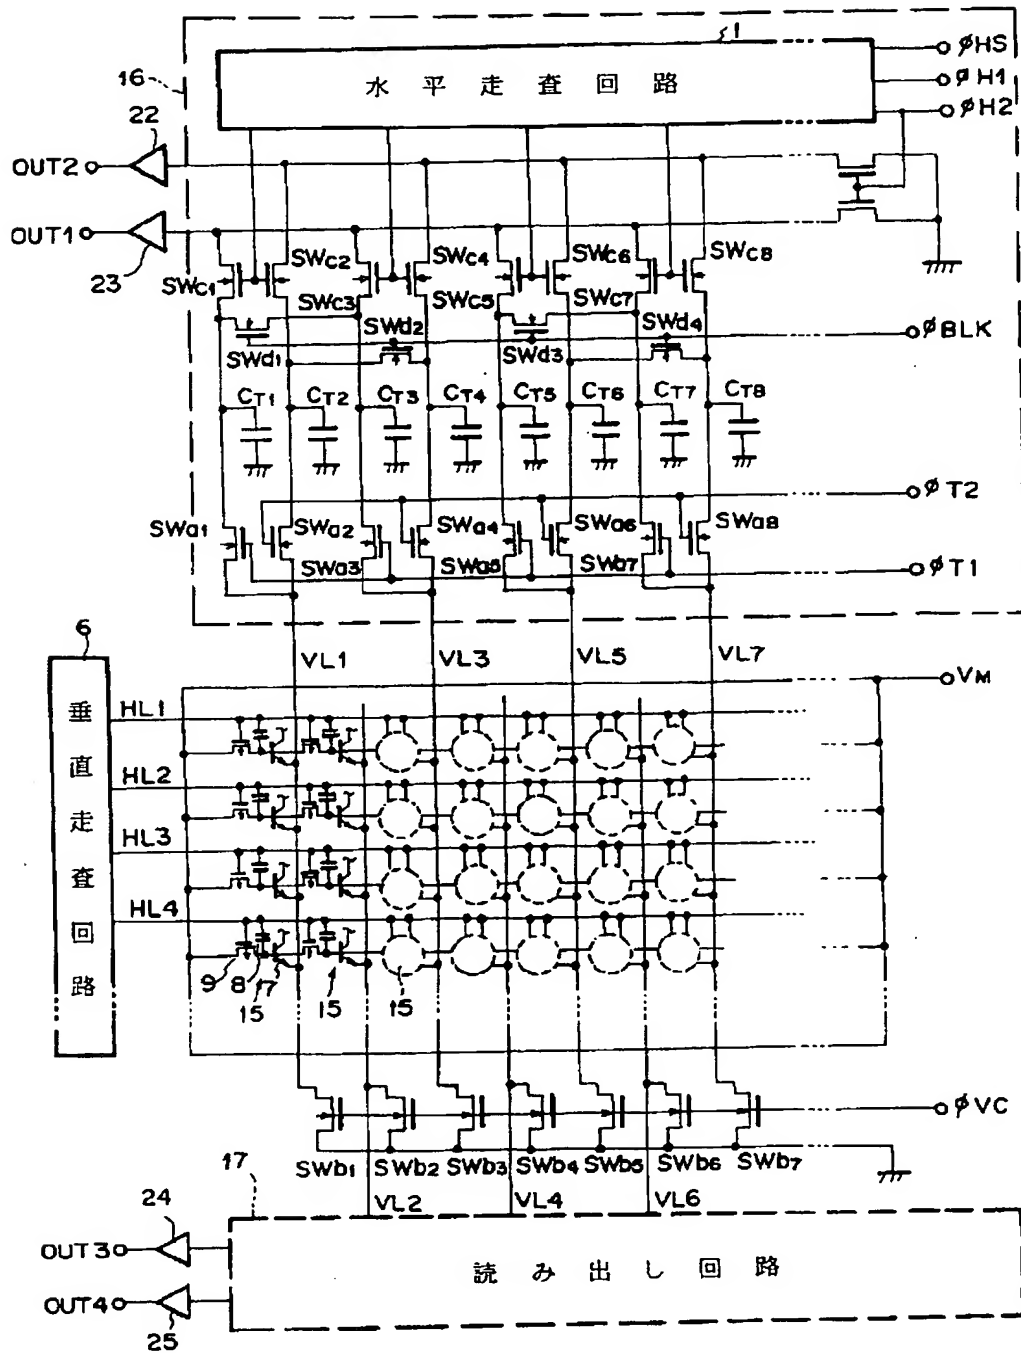 1
φHS
水平走査回路
φH1
16
φH2
22
OUT2
OUT1
23
SWC1
SWC2
SWC3
SWC4
SWC5
SWC6
SWC7
SWC8
SWd1
SWd2
SWd3
SWd4
φBLK
CT1
CT2
CT3
CT4
CT5
CT6
CT7
CT8
φT2
SWa1
SWa2
SWa3
SWa4
SWa5
SWa6
SWa7
SWa8
φT1
6
VL1
VL3
VL5
VL7
VM
垂直走査回路
HL1
HL2
HL3
HL4
9
8
17
15
15
15
φVC
SWb1
SWb2
SWb3
SWb4
SWb5
SWb6
SWb7
17
VL2
VL4
VL6
24
OUT3
読み出し回路
OUT4
25